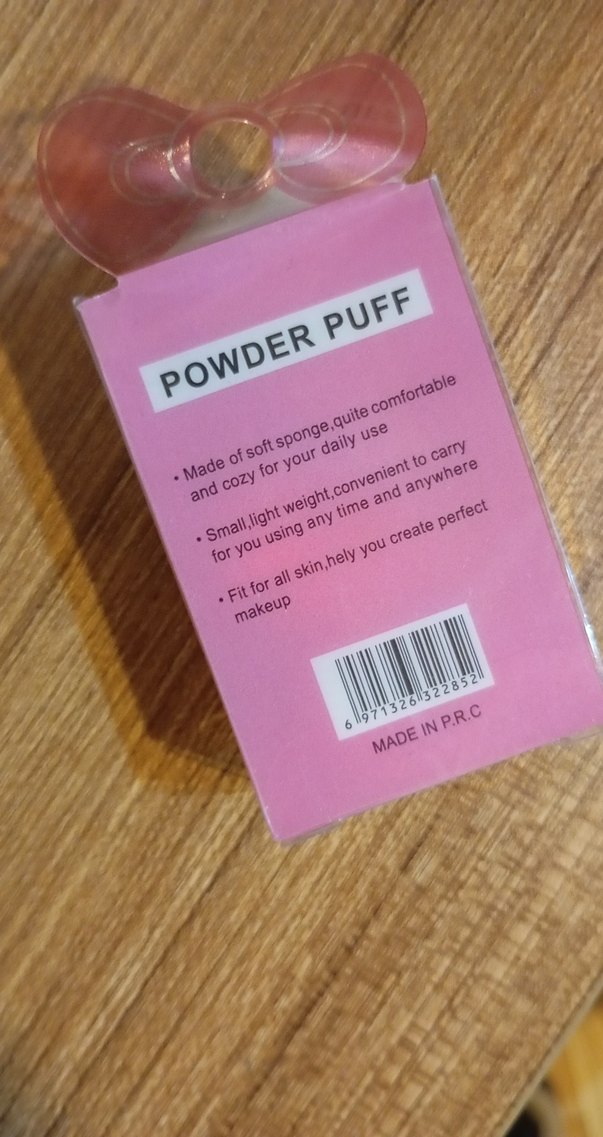 POWDER PUFF
• Made of soft sponge,quite comfortable
and cozy for your daily use
• Small,light weight,convenient to carry
for you using any time and anywhere
• Fit for all skin,hely you create perfect
makeup
6 971326 322852
MADE IN P.R.C